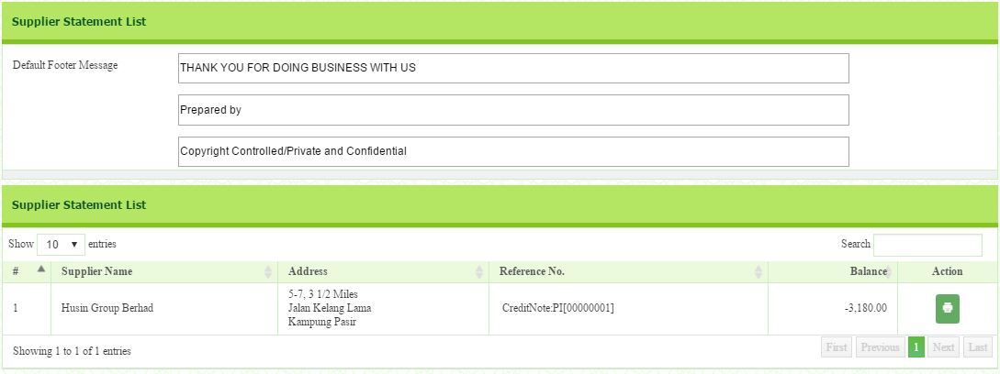 Supplier Statement List
Default Footer Message
THANK YOU FOR DOING BUSINESS WITH US
Prepared by
Copyright Controlled/Private and Confidential
Supplier Statement List
Show 10 entries Search
# Supplier Name Address Reference No. Balance Action
1 Husin Group Berhad 5-7, 3 1/2 Miles CreditNote:PI[00000001] -3,180.00
Jalan Kelang Lama
Kampung Pasir
Showing 1 to 1 of 1 entries First Previous 1 Next Last